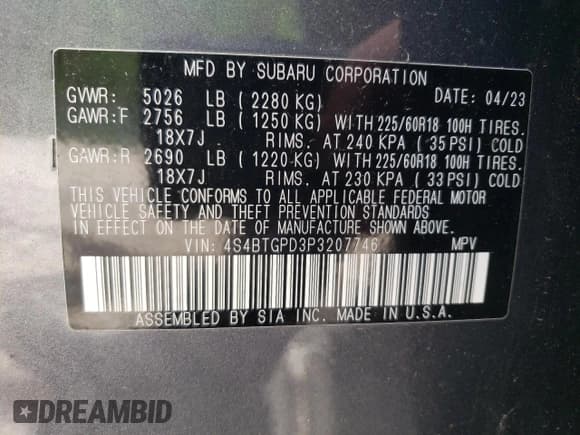 MFD BY SUBARU CORPORATION
GVWR: 5026 LB (2280 KG) DATE: 04/23
GAWR:F 2756 LB (1250 KG) WITH 225/60R18 100H TIRES.
18X7J RIMS. AT 240 KPA (35 PSI) COLD
GAWR:R 2690 LB (1220 KG) WITH 225/60R18 100H TIRES.
18X7J RIMS. AT 230 KPA (33 PSI) COLD
THIS VEHICLE CONFORMS TO ALL APPLICABLE FEDERAL MOTOR
VEHICLE SAFETY AND THEFT PREVENTION STANDARDS
IN EFFECT ON THE DATE OF MANUFACTURE SHOWN ABOVE.
VIN: 4S4BTGPD3P3207746 MPV
ASSEMBLED BY SIA INC. MADE IN U.S.A.
DREAMBID